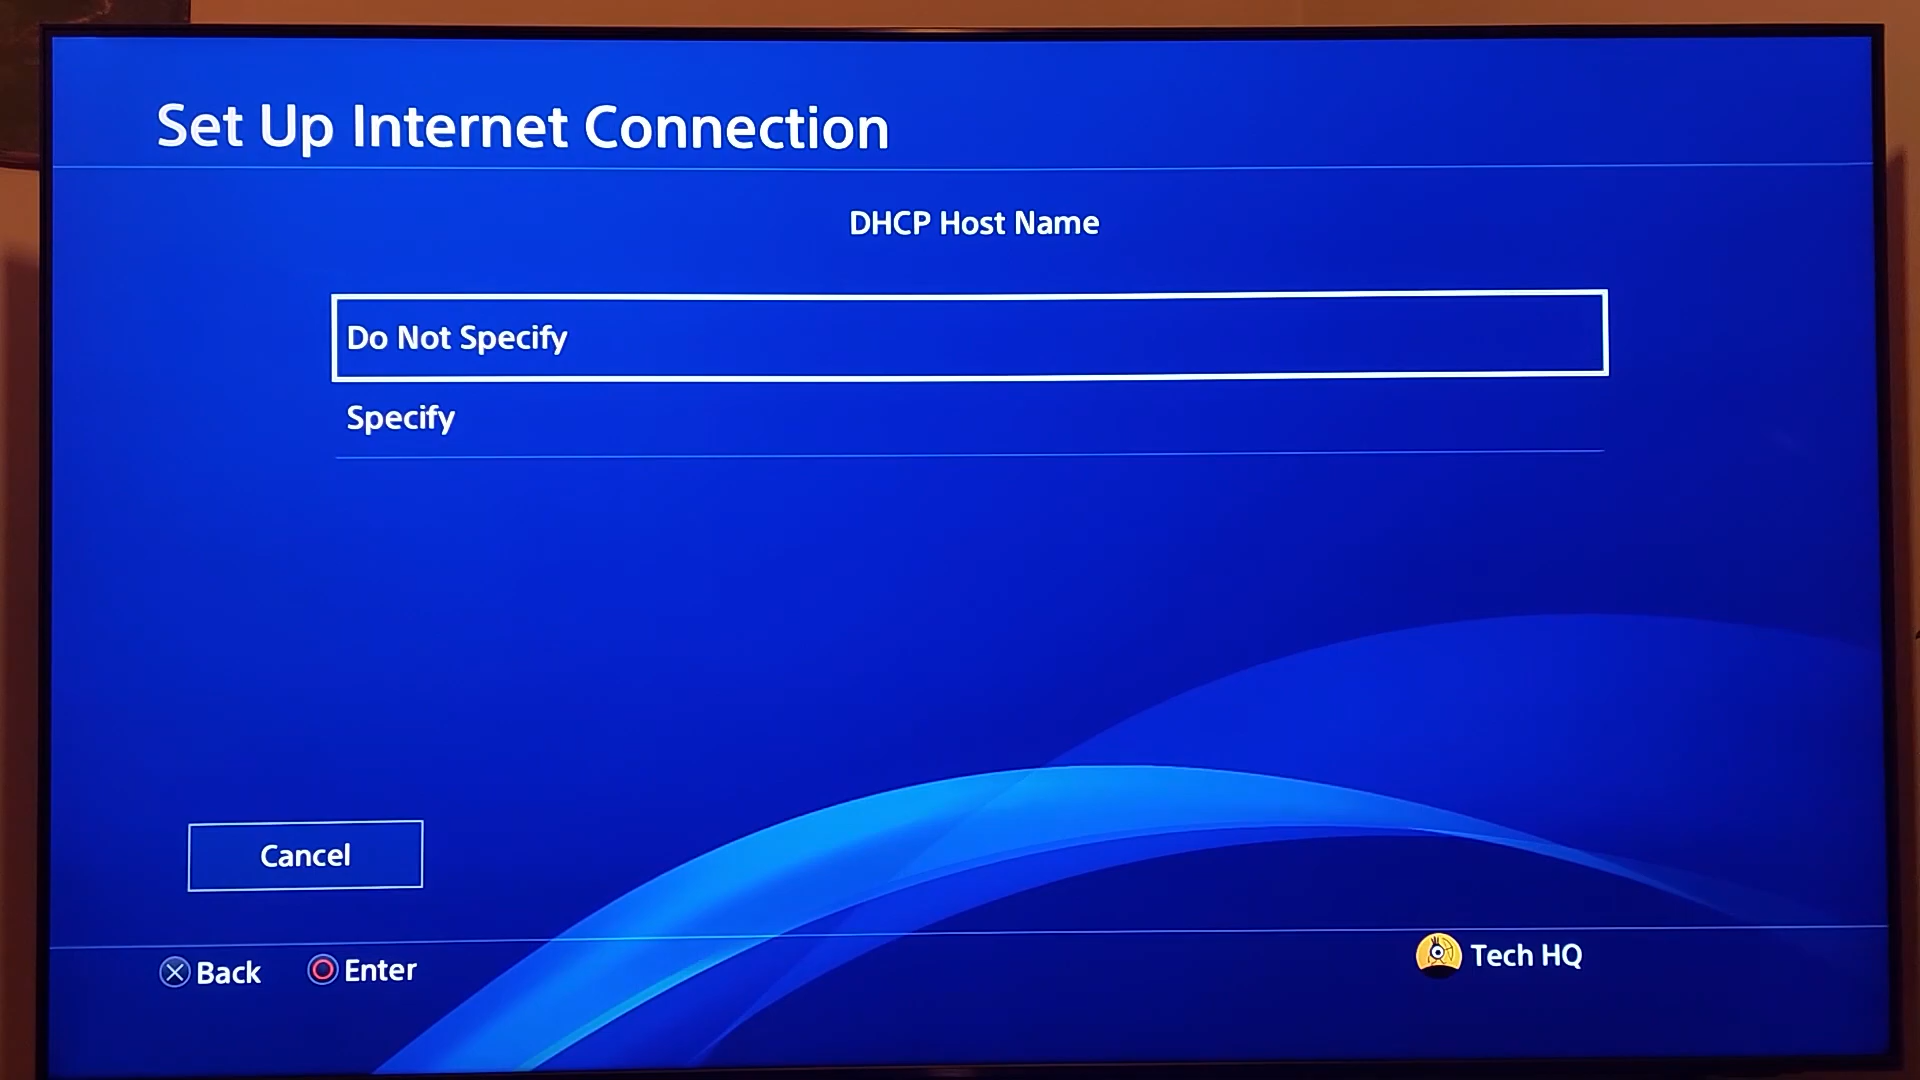 Set Up Internet Connection
DHCP Host Name
Do Not Specify
Specify
Cancel
Back Enter
Tech HQ